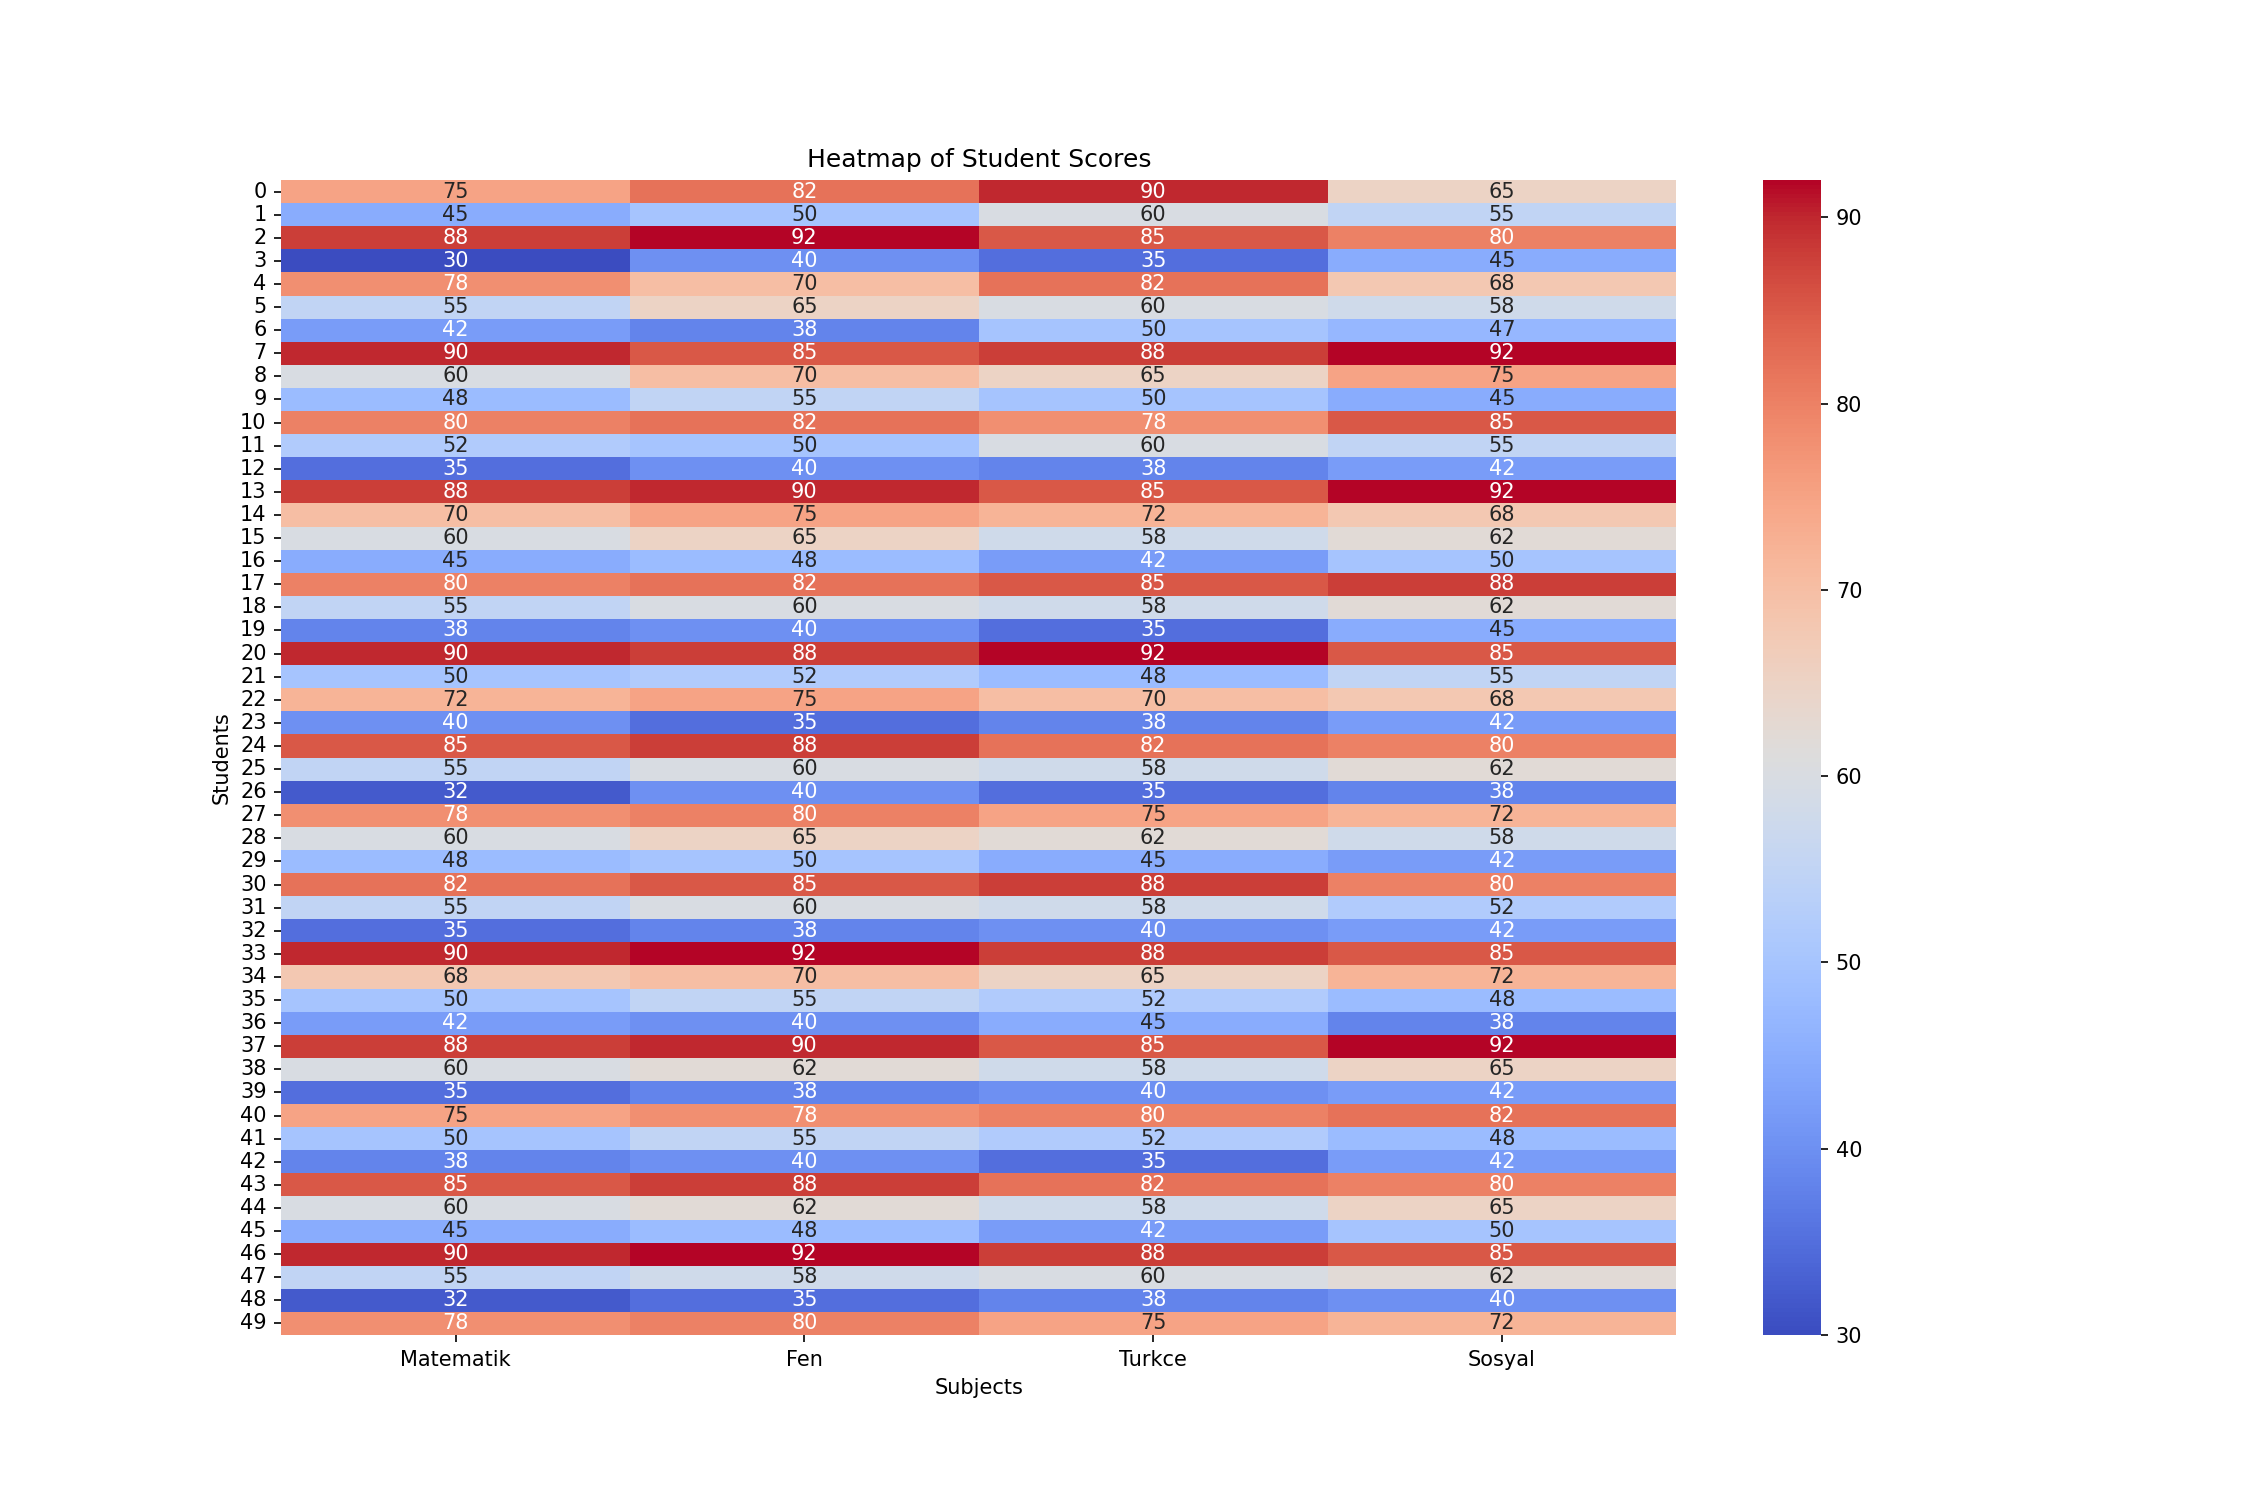 Heatmap of Student Scores
0 75 82 90 65
1 45 50 60 55
2 88 92 85 80
3 30 40 35 45
4 78 70 82 68
5 55 65 60 58
6 42 38 50 47
7 90 85 88 92
8 60 70 65 75
9 48 55 50 45
10 80 82 78 85
11 52 50 60 55
12 35 40 38 42
13 88 90 85 92
14 70 75 72 68
15 60 65 58 62
16 45 48 42 50
17 80 82 85 88
18 55 60 58 62
19 38 40 35 45
20 90 88 92 85
21 50 52 48 55
22 72 75 70 68
23 40 35 38 42
24 85 88 82 80
25 55 60 58 62
26 32 40 35 38
27 78 80 75 72
28 60 65 62 58
29 48 50 45 42
30 82 85 88 80
31 55 60 58 52
32 35 38 40 42
33 90 92 88 85
34 68 70 65 72
35 50 55 52 48
36 42 40 45 38
37 88 90 85 92
38 60 62 58 65
39 35 38 40 42
40 75 78 80 82
41 50 55 52 48
42 38 40 35 42
43 85 88 82 80
44 60 62 58 65
45 45 48 42 50
46 90 92 88 85
47 55 58 60 62
48 32 35 38 40
49 78 80 75 72
Matematik Fen Turkce Sosyal
Subjects
Students
90
80
70
60
50
40
30